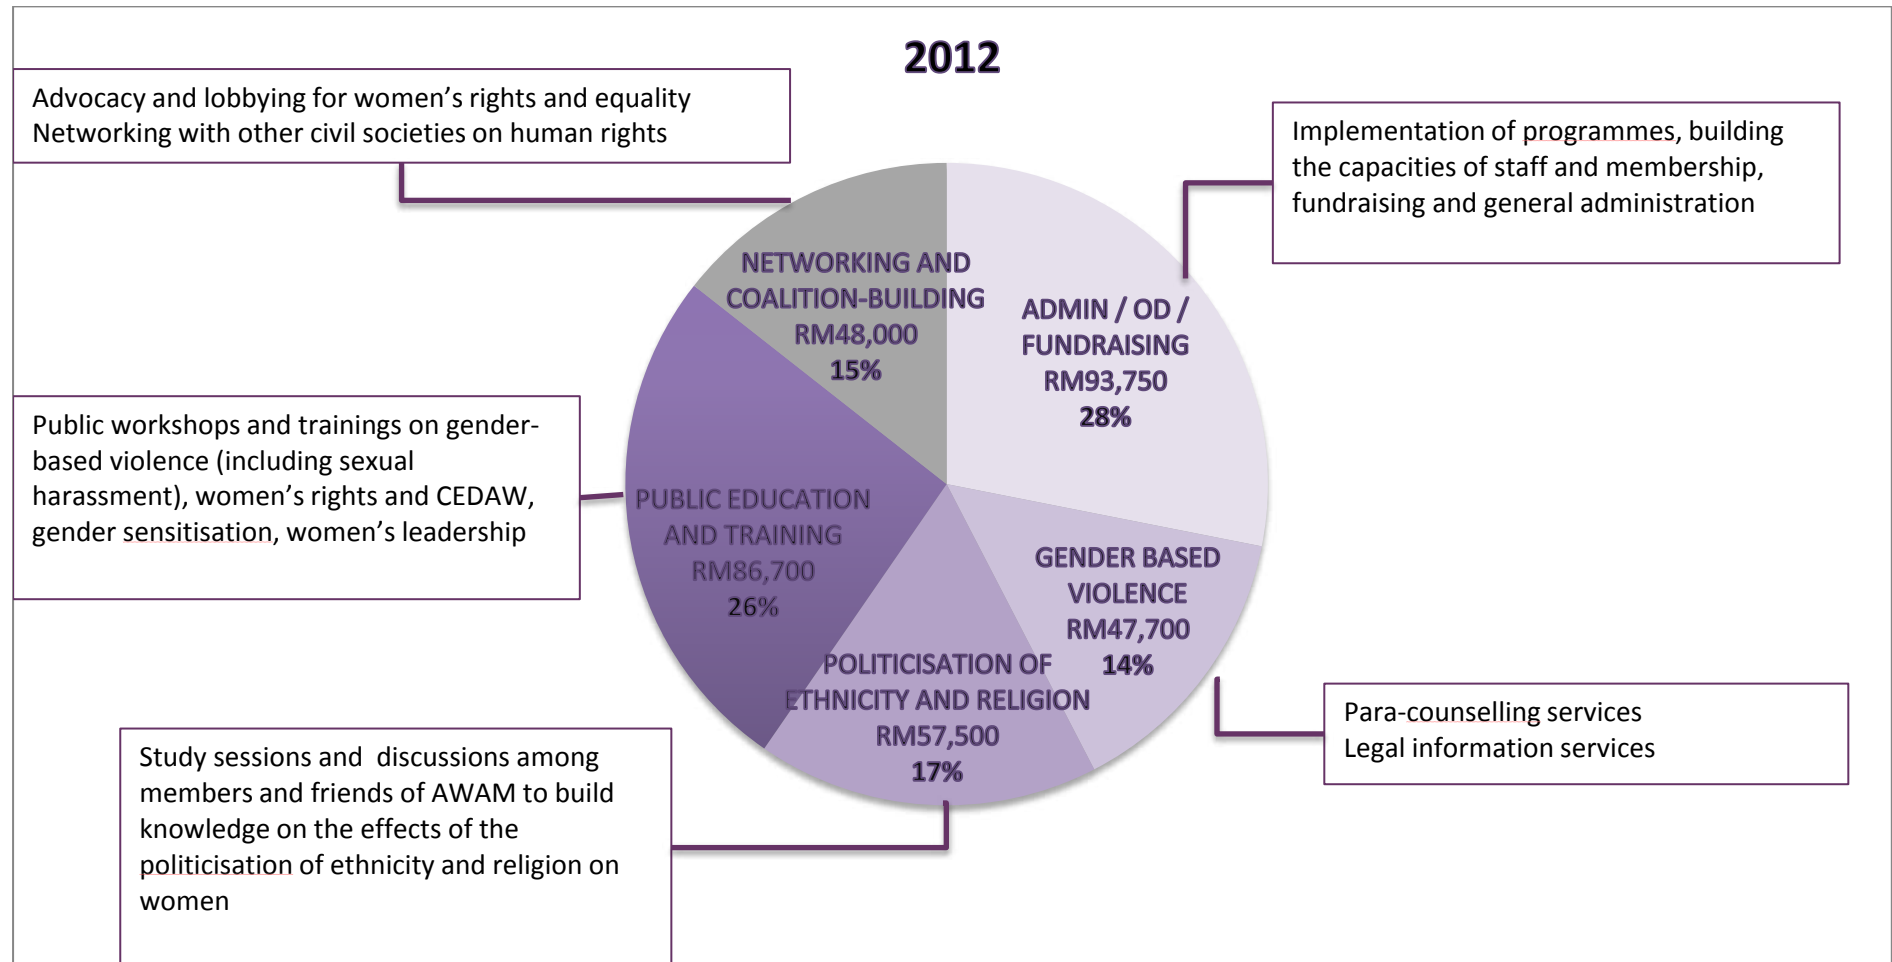 2012
Advocacy and lobbying for women’s rights and equality
Networking with other civil societies on human rights
Implementation of programmes, building
the capacities of staff and membership,
fundraising and general administration
NETWORKING AND
COALITION-BUILDING
RM48,000
15%
ADMIN / OD /
FUNDRAISING
RM93,750
28%
Public workshops and trainings on gender-
based violence (including sexual
harassment), women’s rights and CEDAW,
gender sensitisation, women’s leadership
PUBLIC EDUCATION
AND TRAINING
RM86,700
26%
GENDER BASED
VIOLENCE
RM47,700
14%
POLITICISATION OF
ETHNICITY AND RELIGION
RM57,500
17%
Para-counselling services
Legal information services
Study sessions and  discussions among
members and friends of AWAM to build
knowledge on the effects of the
politicisation of ethnicity and religion on
women